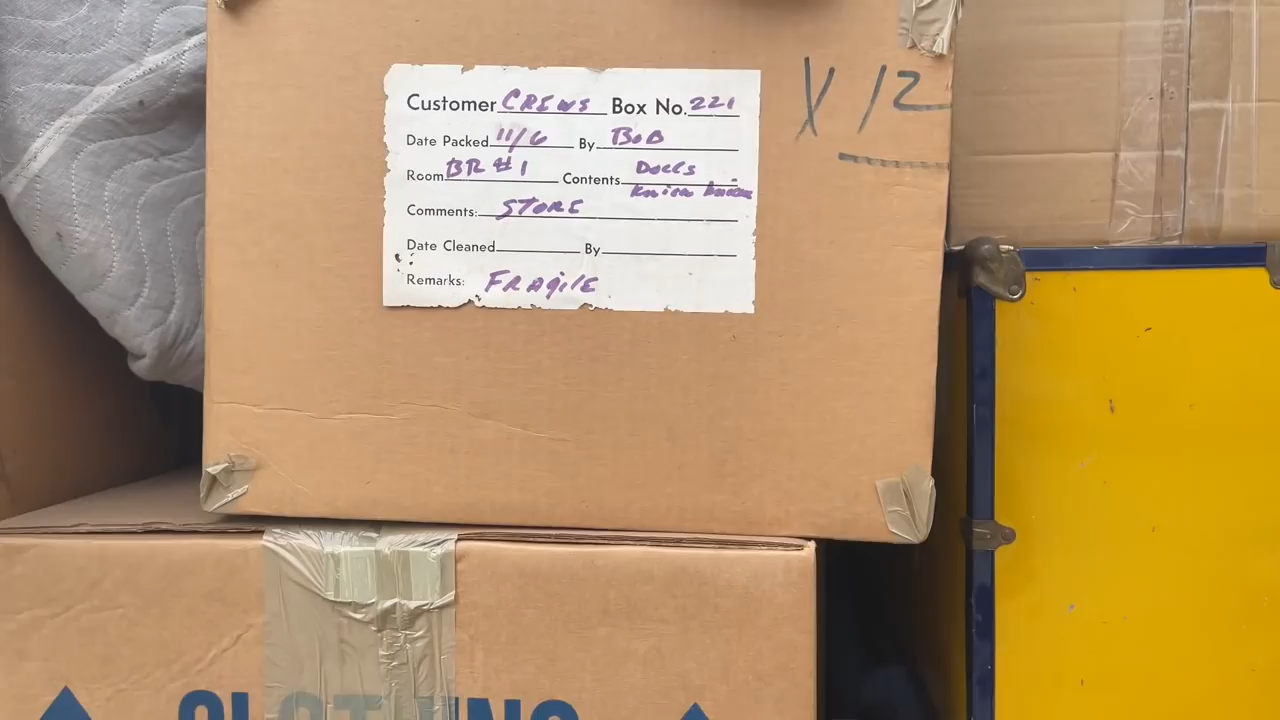 Customer CREWS Box No. 221
Date Packed 11/6 By BOB
Room BR #1 Contents DOLLS
Comments: STORE
Date Cleaned By
Remarks: FRAGILE
V 12